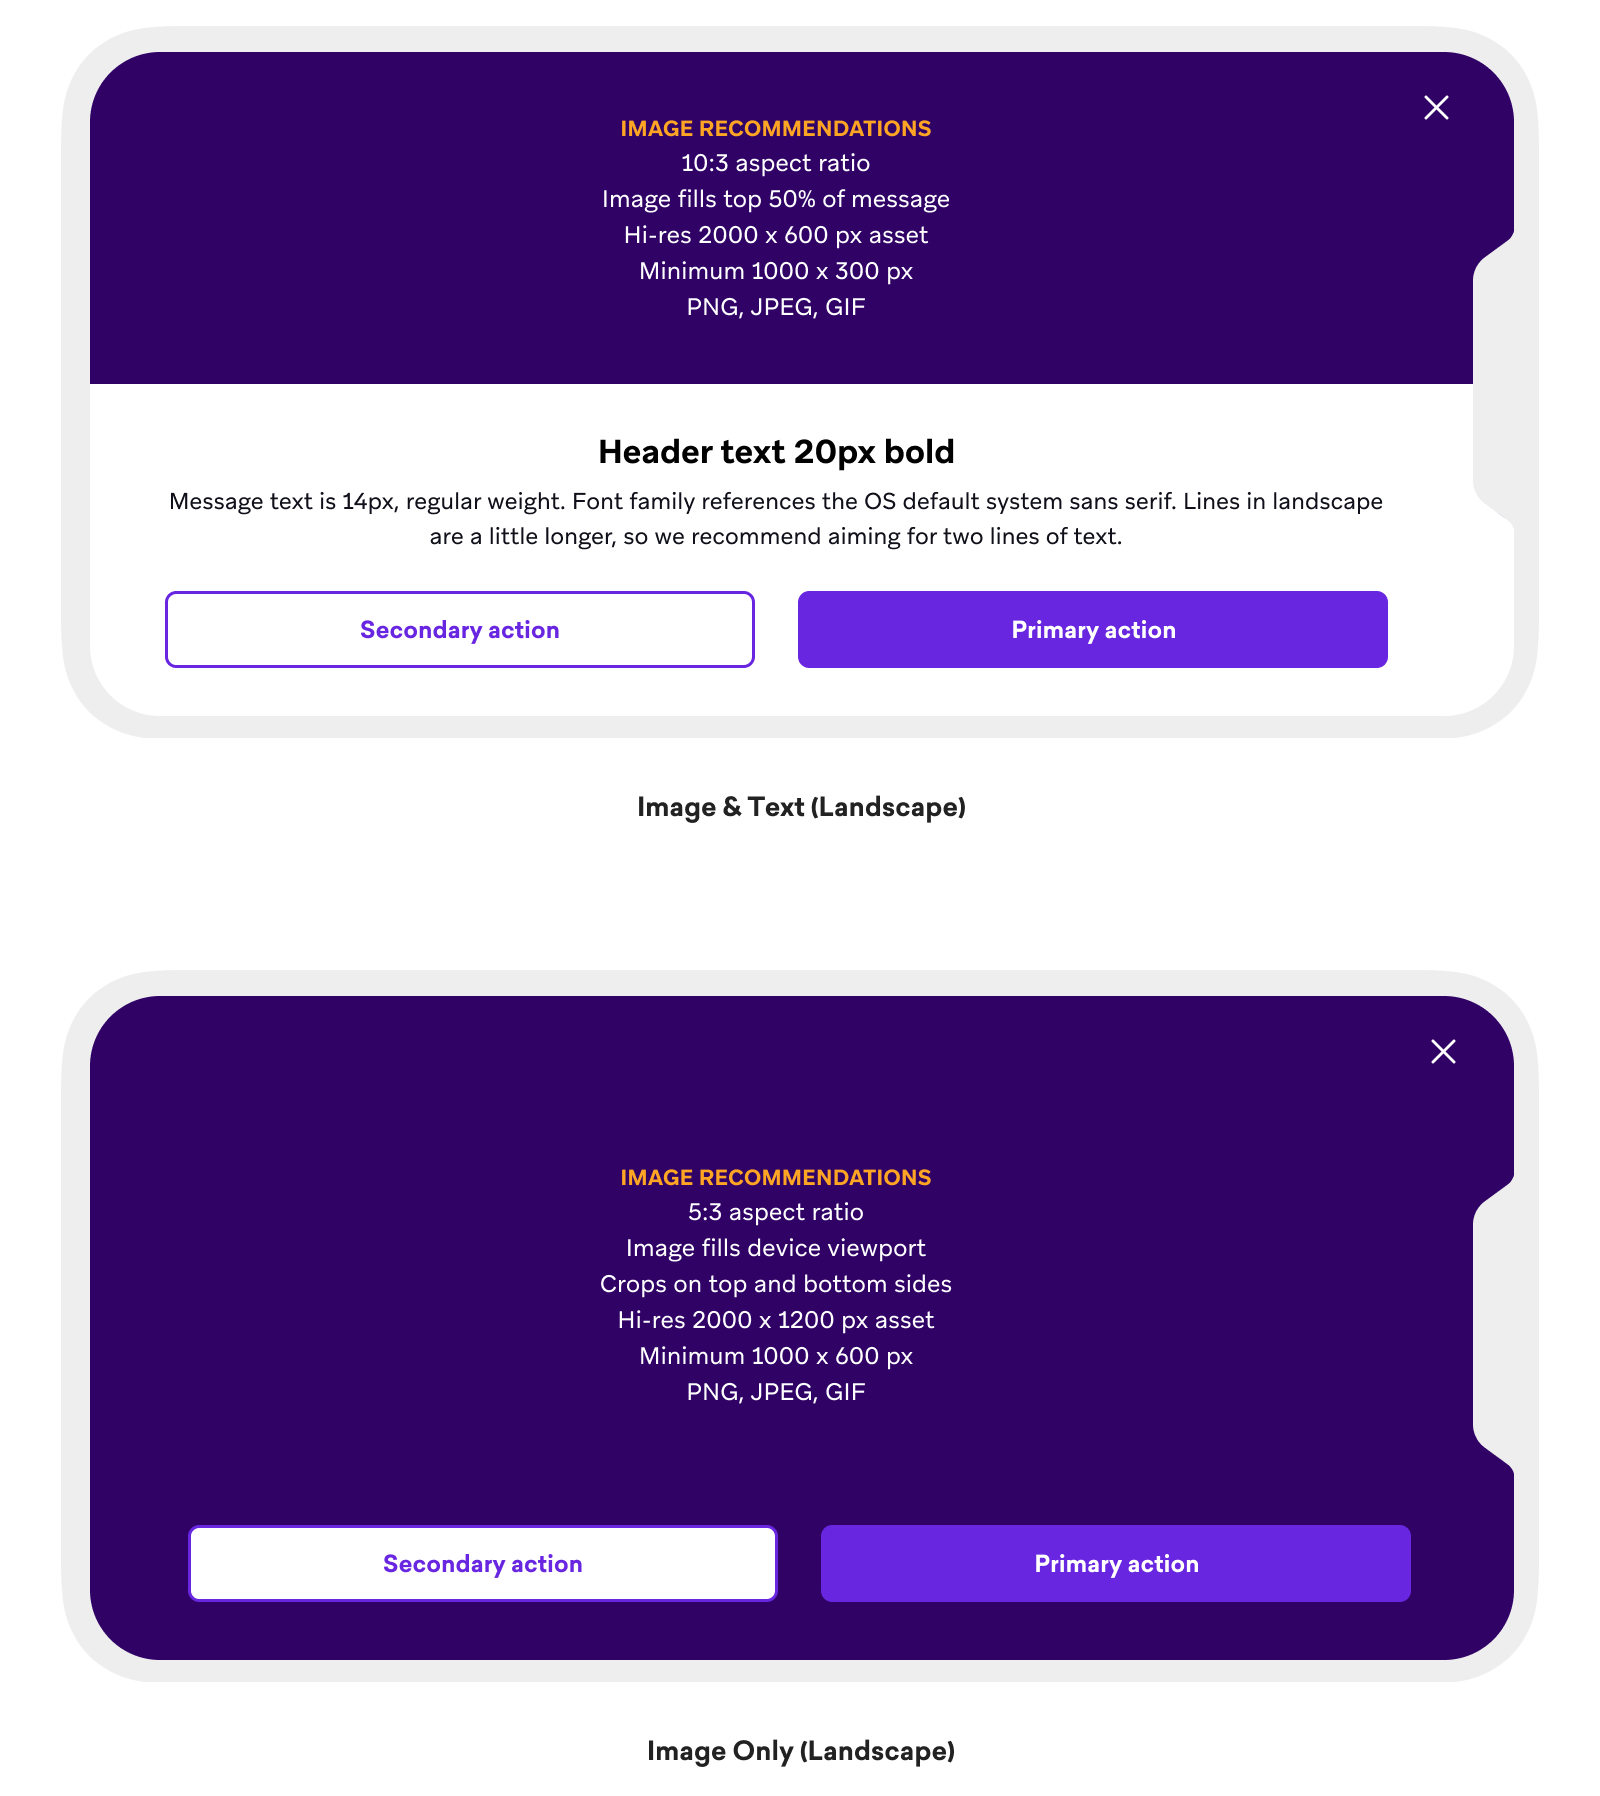 IMAGE RECOMMENDATIONS
10:3 aspect ratio
Image fills top 50% of message
Hi-res 2000 x 600 px asset
Minimum 1000 x 300 px
PNG, JPEG, GIF
Header text 20px bold
Message text is 14px, regular weight. Font family references the OS default system sans serif. Lines in landscape
are a little longer, so we recommend aiming for two lines of text.
Secondary action
Primary action
Image & Text (Landscape)
IMAGE RECOMMENDATIONS
5:3 aspect ratio
Image fills device viewport
Crops on top and bottom sides
Hi-res 2000 x 1200 px asset
Minimum 1000 x 600 px
PNG, JPEG, GIF
Secondary action
Primary action
Image Only (Landscape)